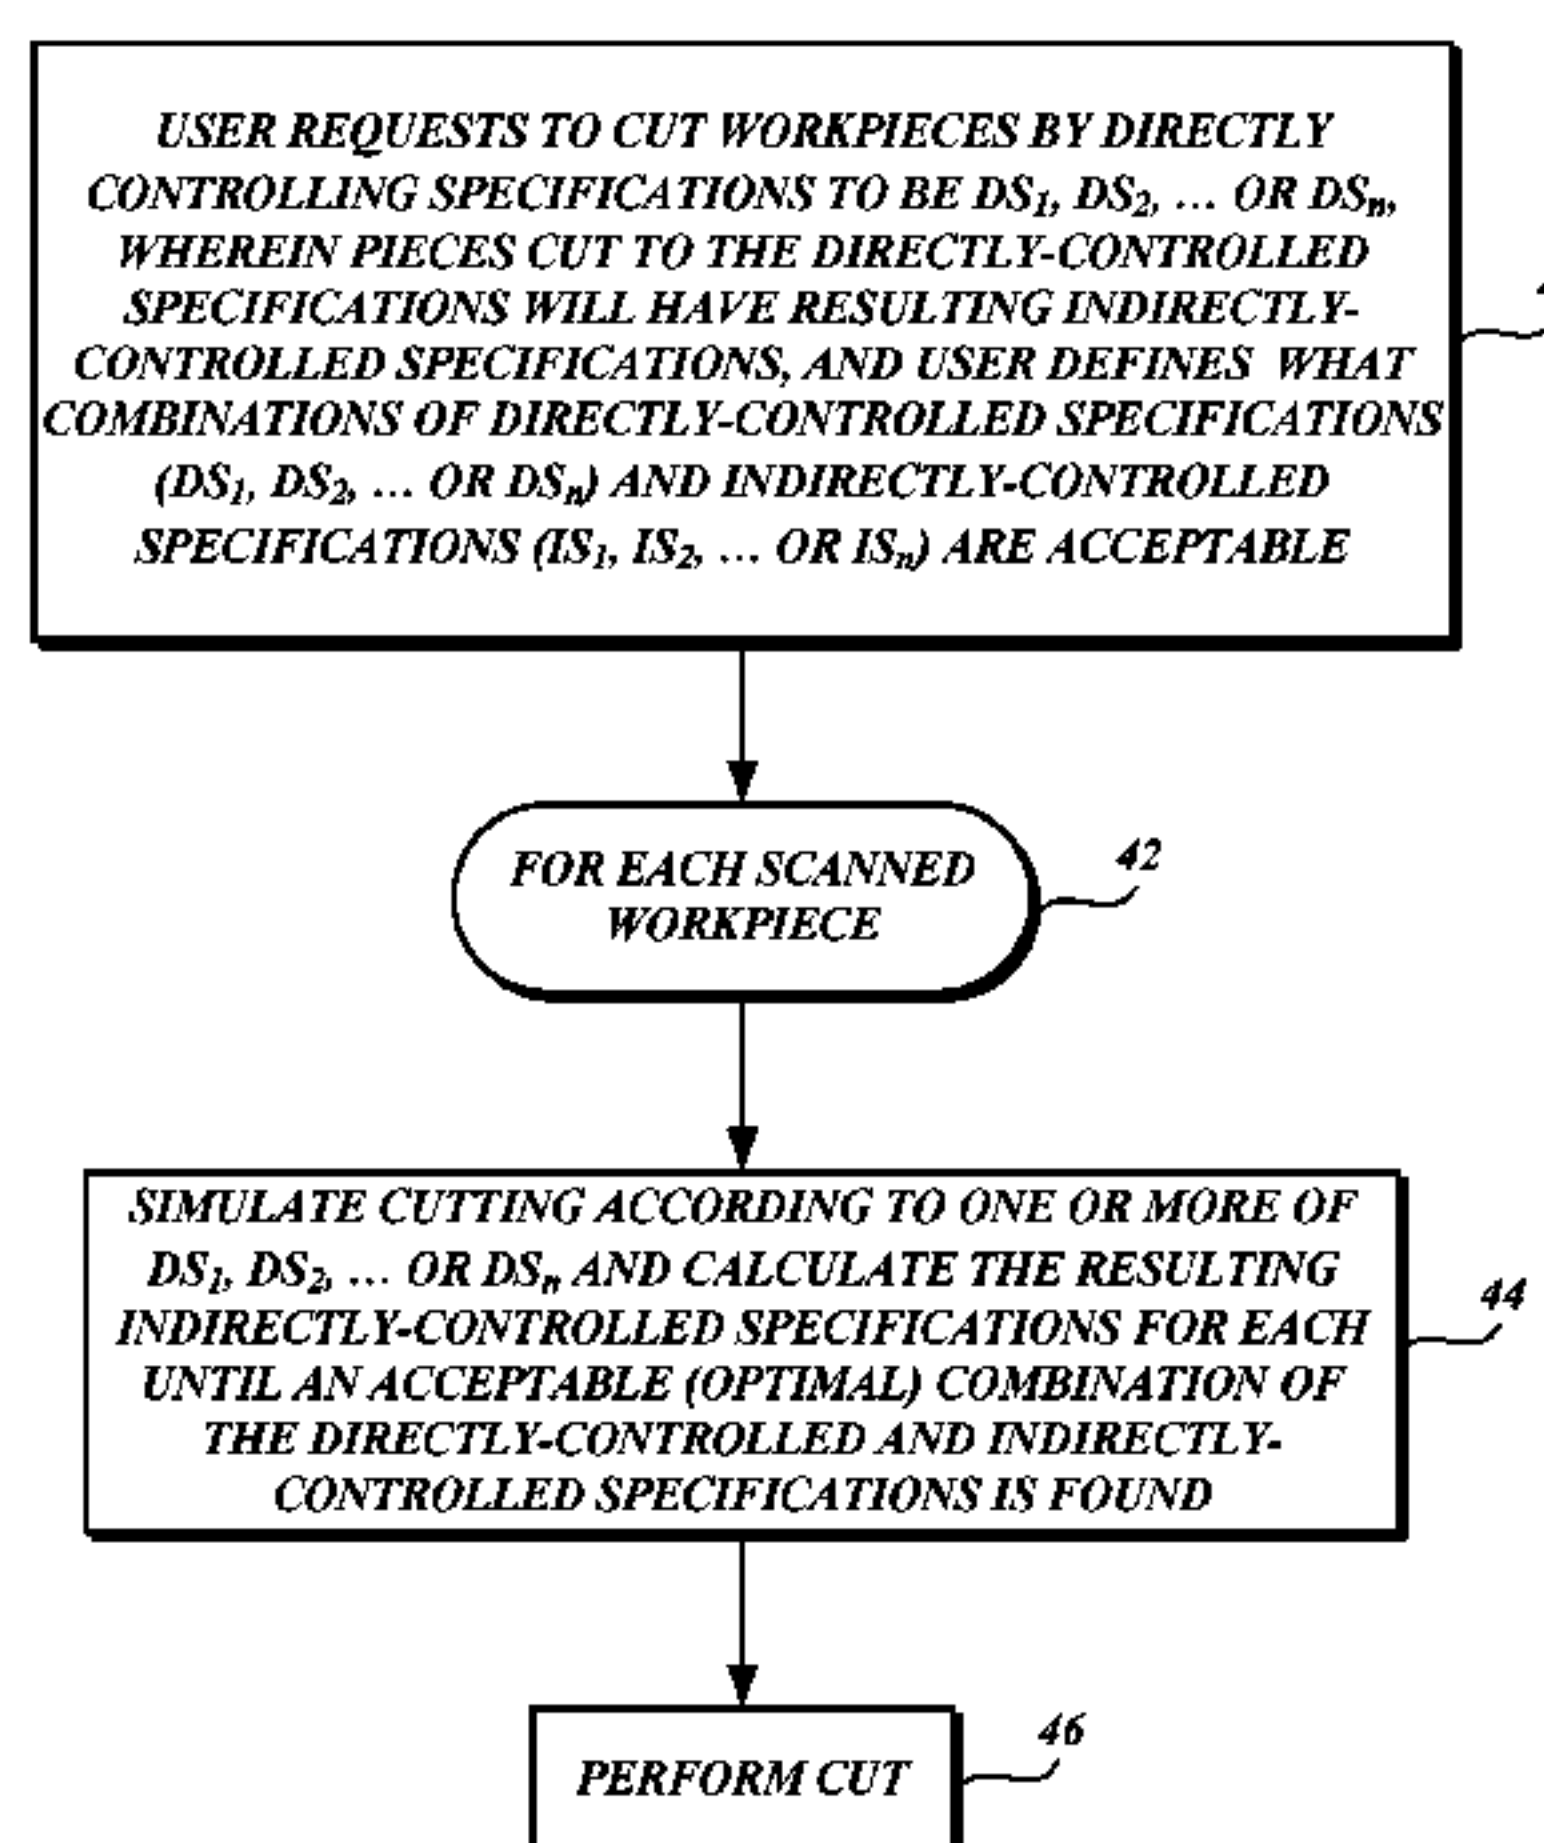 USER REQUESTS TO CUT WORKPIECES BY DIRECTLY
CONTROLLING SPECIFICATIONS TO BE DS1, DS2, ... OR DSn,
WHEREIN PIECES CUT TO THE DIRECTLY-CONTROLLED
SPECIFICATIONS WILL HAVE RESULTING INDIRECTLY-
CONTROLLED SPECIFICATIONS, AND USER DEFINES WHAT
COMBINATIONS OF DIRECTLY-CONTROLLED SPECIFICATIONS
(DS1, DS2, ... OR DSn) AND INDIRECTLY-CONTROLLED
SPECIFICATIONS (IS1, IS2, ... OR ISn) ARE ACCEPTABLE
FOR EACH SCANNED
WORKPIECE
42
SIMULATE CUTTING ACCORDING TO ONE OR MORE OF
DS1, DS2, ... OR DSn AND CALCULATE THE RESULTING
INDIRECTLY-CONTROLLED SPECIFICATIONS FOR EACH
UNTIL AN ACCEPTABLE (OPTIMAL) COMBINATION OF
THE DIRECTLY-CONTROLLED AND INDIRECTLY-
CONTROLLED SPECIFICATIONS IS FOUND
44
PERFORM CUT
46